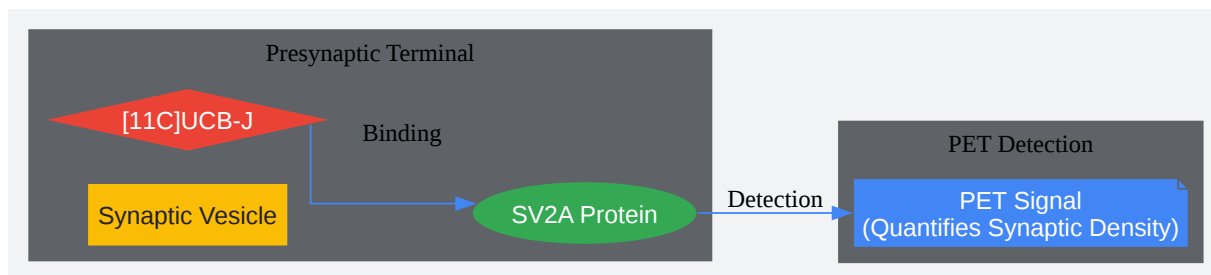 Presynaptic Terminal
[11C]UCB-J
Binding
Synaptic Vesicle
SV2A Protein
Detection
PET Detection
PET Signal
(Quantifies Synaptic Density)